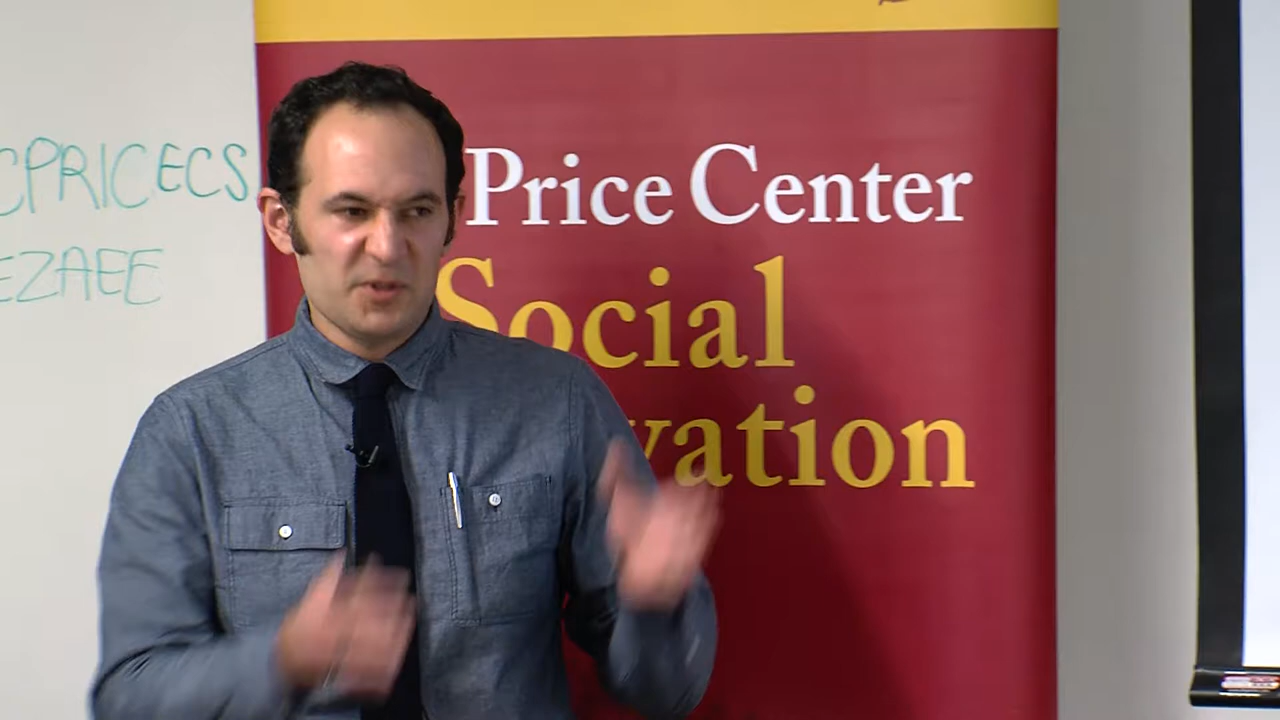 CPRICECS
EZAEE
Price Center
Social
vation